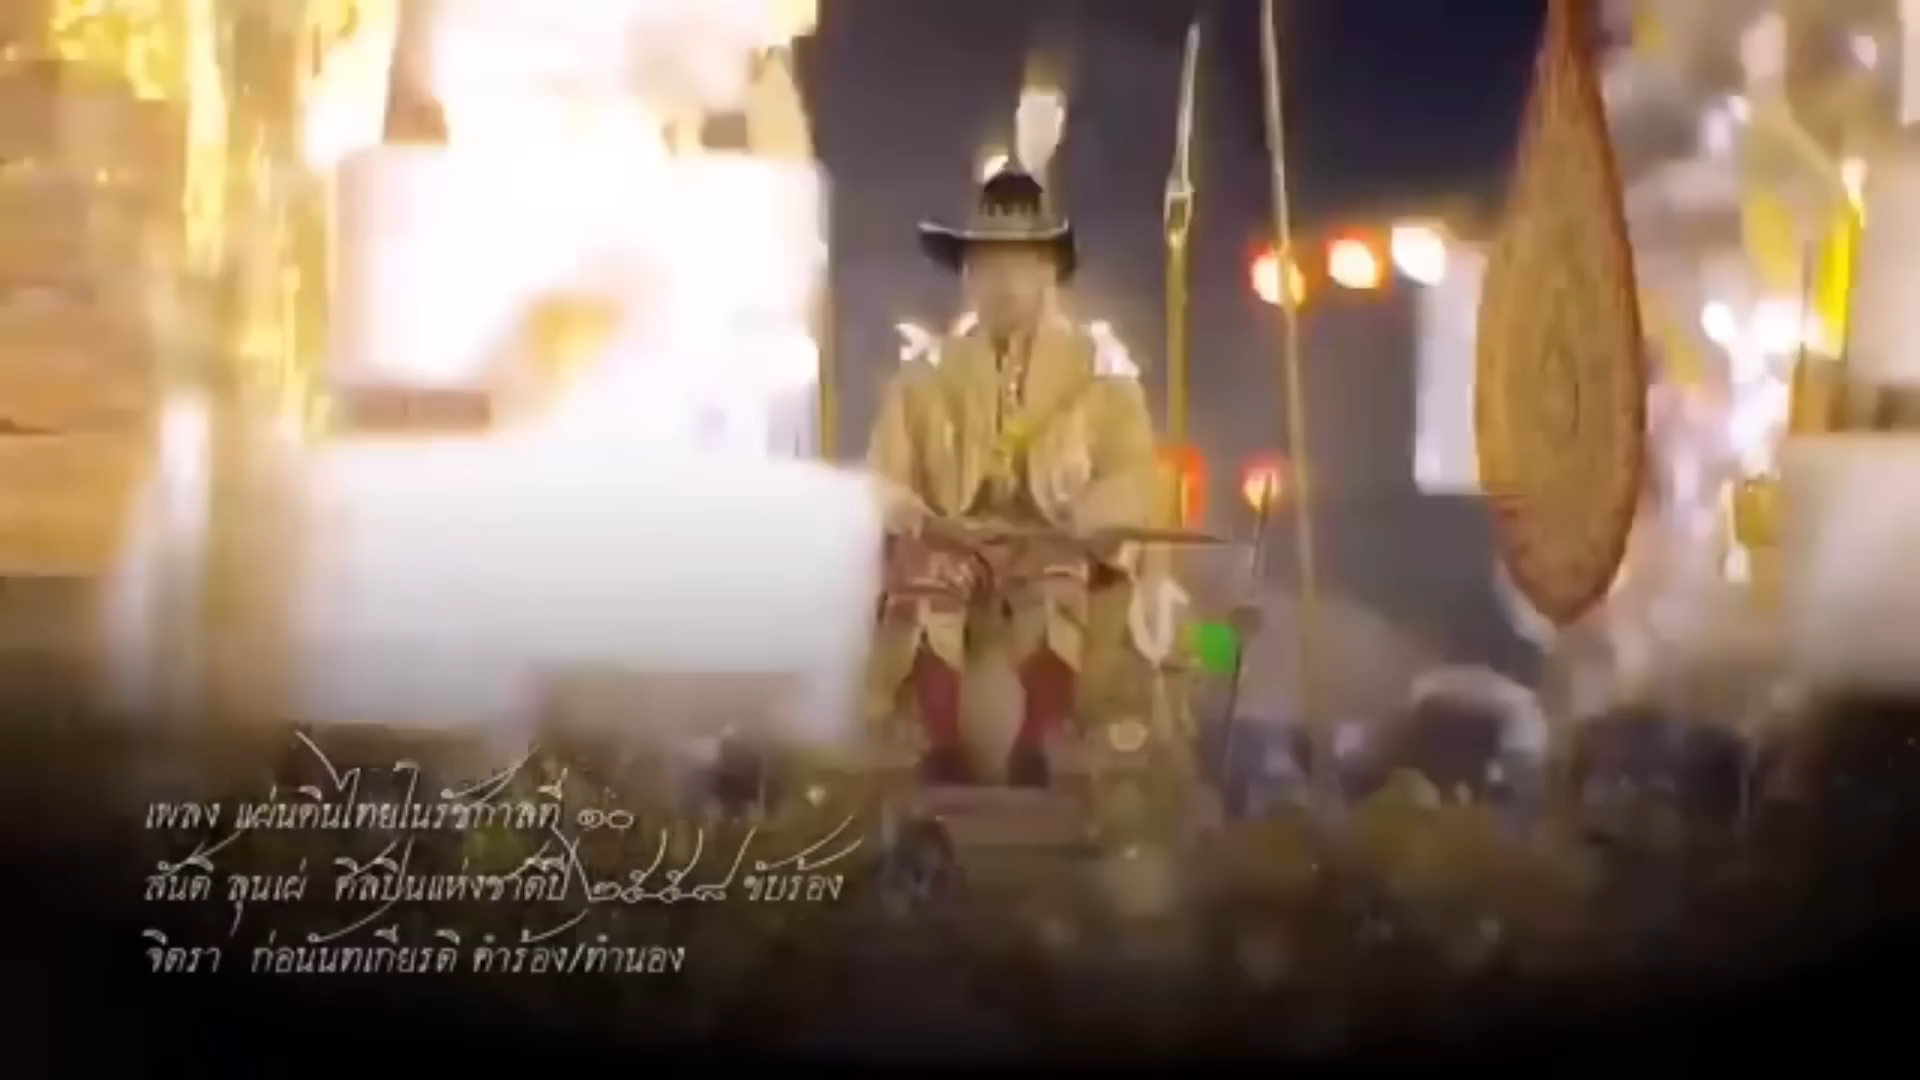 เพลง แผ่นดินไทยในรัชกาลที่ ๑๐
สันติ ลุนเผ่ ศิลปินแห่งชาติปี ๒๕๕๘ ขับร้อง
จิตรา ก่อนันทเกียรติ คำร้อง/ทำนอง